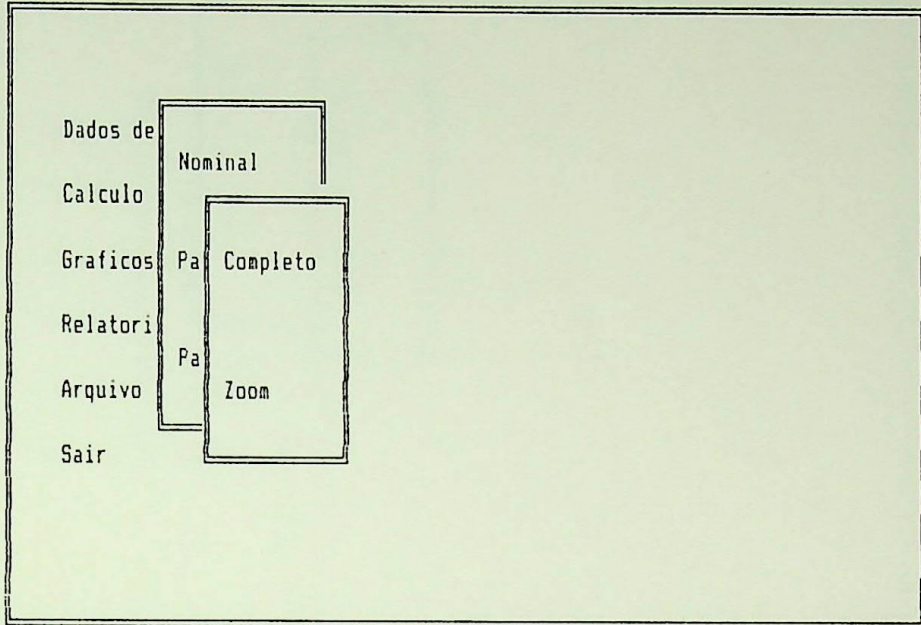 Dados de
Nominal
Calculo
Graficos Pa Completo
Relatori
Pa
Arquivo Zoom
Sair